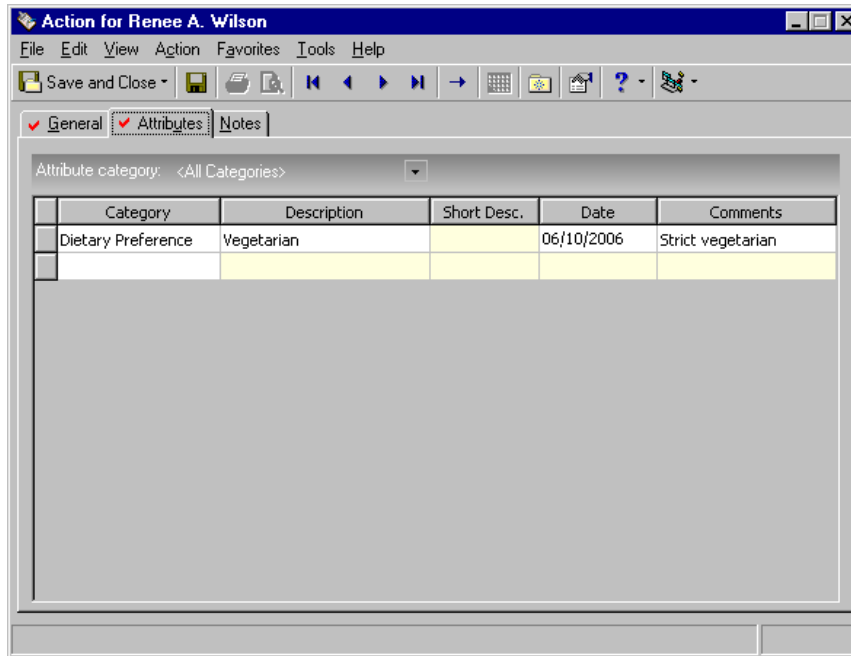 Action for Renee A. Wilson
File Edit View Action Favorites Tools Help
Save and Close ?
General Attributes Notes
Attribute category: <All Categories>
Category Description Short Desc. Date Comments
Dietary Preference Vegetarian 06/10/2006 Strict vegetarian